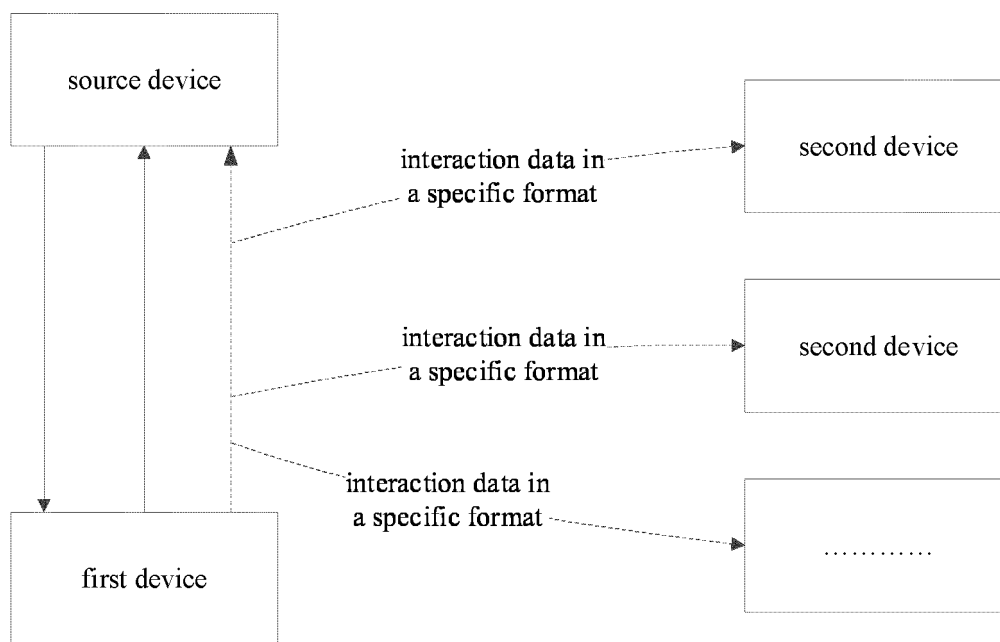 source device
interaction data in
a specific format
second device
interaction data in
a specific format
second device
interaction data in
a specific format
…………
first device